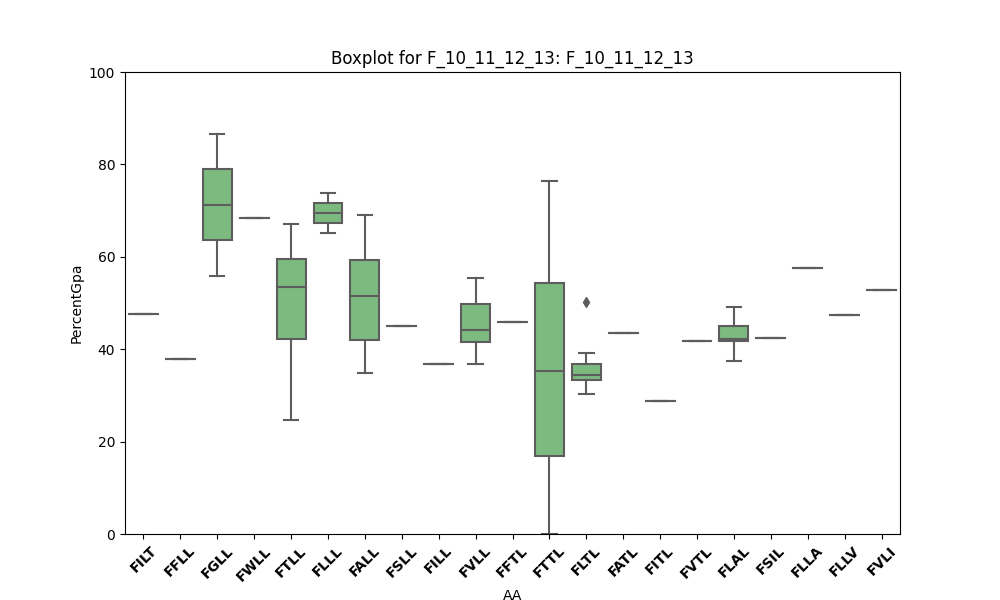 Boxplot for F_10_11_12_13: F_10_11_12_13
100
80
60
40
20
0
PercentGpa
FILT FFLL FGLL FWLL FTLL FLLL FALL FSLL FILL FVLL FFTL FTTL FLTL FATL FITL FVTL FLAL FSIL FLLA FLLV FVLI
AA